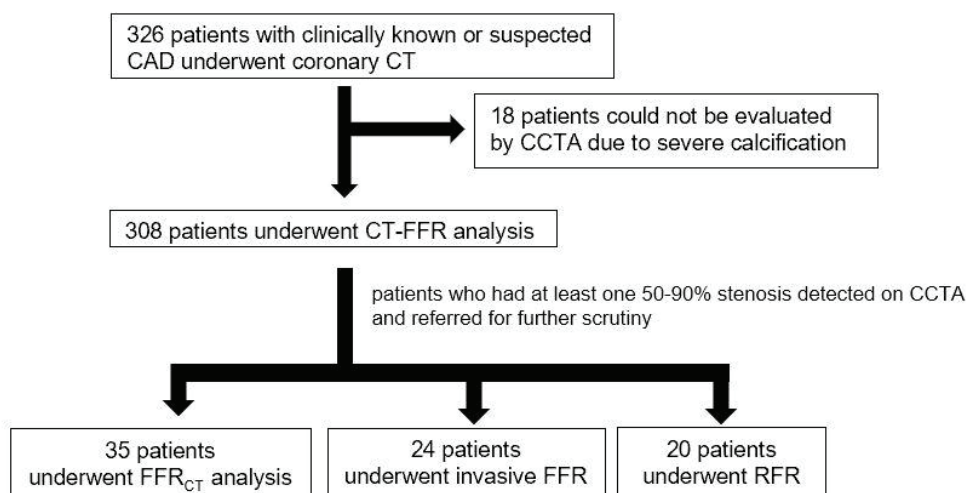 326 patients with clinically known or suspected
CAD underwent coronary CT
18 patients could not be evaluated
by CCTA due to severe calcification
308 patients underwent CT-FFR analysis
patients who had at least one 50-90% stenosis detected on CCTA
and referred for further scrutiny
35 patients
underwent FFRCT analysis
24 patients
underwent invasive FFR
20 patients
underwent RFR